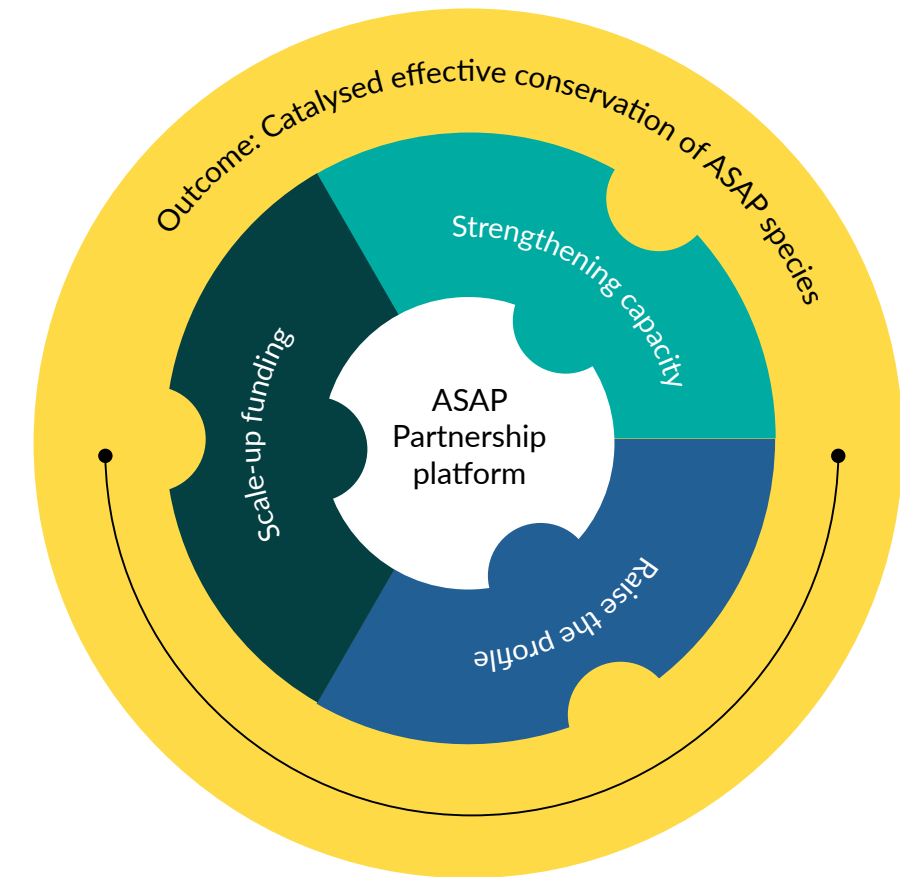 Outcome: Catalysed effective conservation of ASAP species
Strengthening capacity
Scale-up funding
ASAP
Partnership
platform
Raise the profile